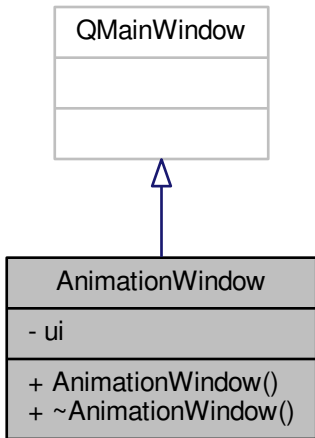 QMainWindow
AnimationWindow
- ui
+ AnimationWindow()
+ ~AnimationWindow()